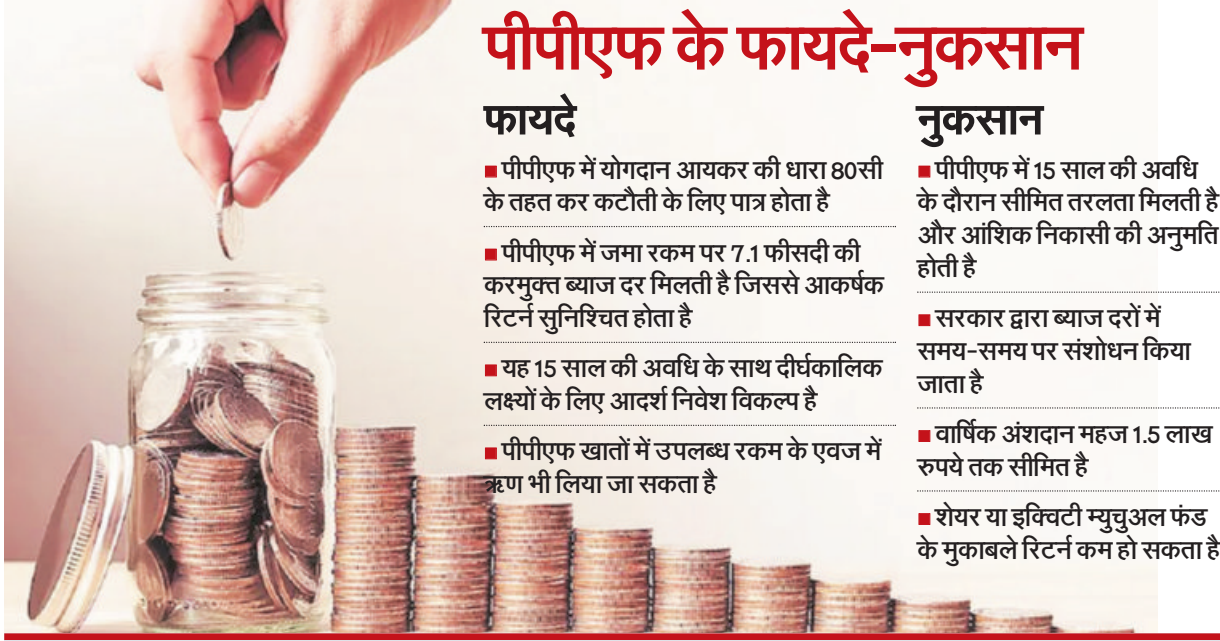 पीपीएफ के फायदे-नुकसान
फायदे
■ पीपीएफ में योगदान आयकर की धारा 80सी
के तहत कर कटौती के लिए पात्र होता है
■ पीपीएफ में जमा रकम पर 7.1 फीसदी की
करमुक्त ब्याज दर मिलती है जिससे आकर्षक
रिटर्न सुनिश्चित होता है
■ यह 15 साल की अवधि के साथ दीर्घकालिक
लक्ष्यों के लिए आदर्श निवेश विकल्प है
■ पीपीएफ खातों में उपलब्ध रकम के एवज में
ऋण भी लिया जा सकता है
नुकसान
■ पीपीएफ में 15 साल की अवधि
के दौरान सीमित तरलता मिलती है
और आंशिक निकासी की अनुमति
होती है
■ सरकार द्वारा ब्याज दरों में
समय-समय पर संशोधन किया
जाता है
■ वार्षिक अंशदान महज 1.5 लाख
रुपये तक सीमित है
■ शेयर या इक्विटी म्युचुअल फंड
के मुकाबले रिटर्न कम हो सकता है